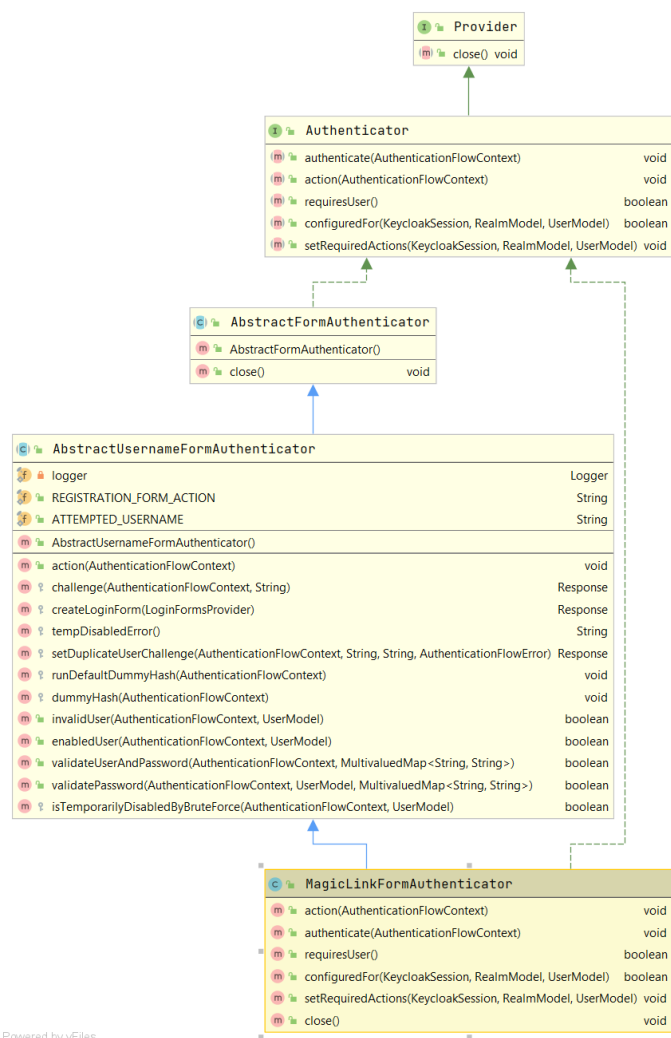 Provider
close() void
Authenticator
authenticate(AuthenticationFlowContext) void
action(AuthenticationFlowContext) void
requiresUser() boolean
configuredFor(KeycloakSession, RealmModel, UserModel) boolean
setRequiredActions(KeycloakSession, RealmModel, UserModel) void
AbstractFormAuthenticator
AbstractFormAuthenticator()
close() void
AbstractUsernameFormAuthenticator
logger Logger
REGISTRATION_FORM_ACTION String
ATTEMPTED_USERNAME String
AbstractUsernameFormAuthenticator()
action(AuthenticationFlowContext) void
challenge(AuthenticationFlowContext, String) Response
createLoginForm(LoginFormsProvider) Response
tempDisabledError() String
setDuplicateUserChallenge(AuthenticationFlowContext, String, String, AuthenticationFlowError) Response
runDefaultDummyHash(AuthenticationFlowContext) void
dummyHash(AuthenticationFlowContext) void
invalidUser(AuthenticationFlowContext, UserModel) boolean
enabledUser(AuthenticationFlowContext, UserModel) boolean
validateUserAndPassword(AuthenticationFlowContext, MultivaluedMap<String, String>) boolean
validatePassword(AuthenticationFlowContext, UserModel, MultivaluedMap<String, String>) boolean
isTemporarilyDisabledByBruteForce(AuthenticationFlowContext, UserModel) boolean
MagicLinkFormAuthenticator
action(AuthenticationFlowContext) void
authenticate(AuthenticationFlowContext) void
requiresUser() boolean
configuredFor(KeycloakSession, RealmModel, UserModel) boolean
setRequiredActions(KeycloakSession, RealmModel, UserModel) void
close() void
Powered by yFiles